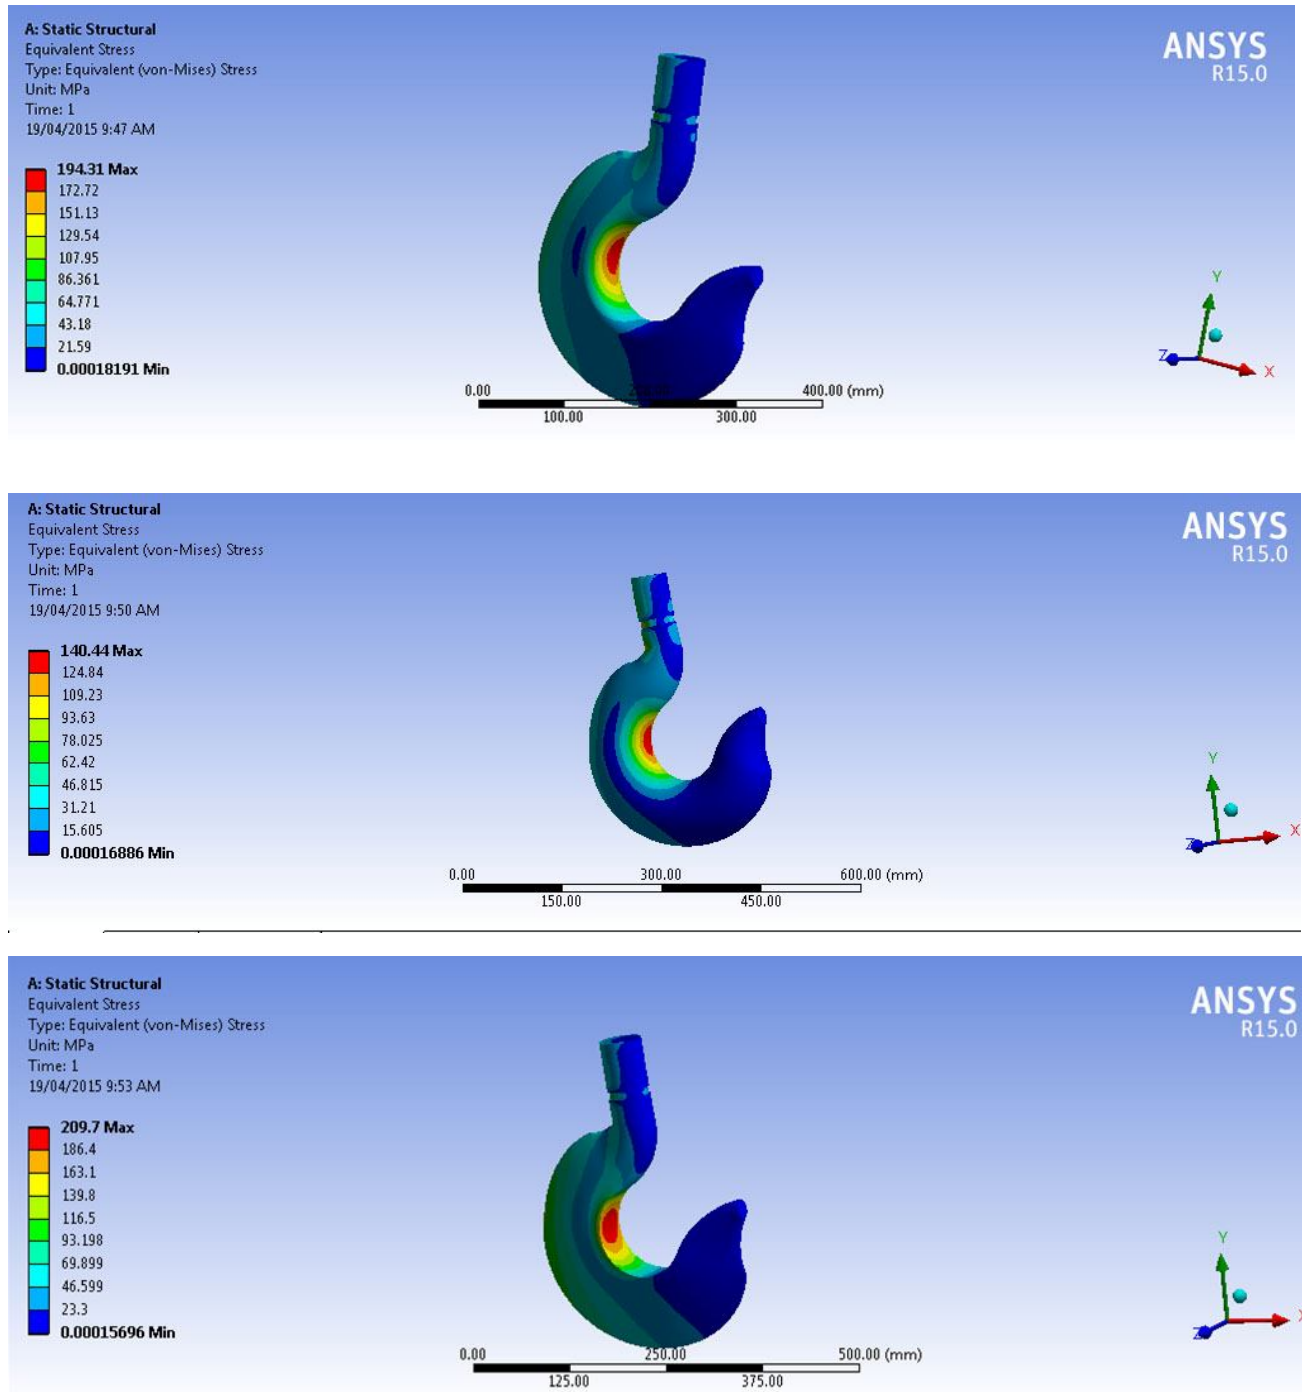 A: Static Structural
Equivalent Stress
Type: Equivalent (von-Mises) Stress
Unit: MPa
Time: 1
19/04/2015 9:47 AM
ANSYS
R15.0
194.31 Max
172.72
151.13
129.54
107.95
86.361
64.771
43.18
21.59
0.00018191 Min
Y
Z
X
0.00
400.00 (mm)
100.00
300.00
A: Static Structural
Equivalent Stress
Type: Equivalent (von-Mises) Stress
Unit: MPa
Time: 1
19/04/2015 9:50 AM
ANSYS
R15.0
140.44 Max
124.84
109.23
93.63
78.025
62.42
46.815
31.21
15.605
0.00016886 Min
Y
Z
X
0.00
300.00
600.00 (mm)
150.00
450.00
A: Static Structural
Equivalent Stress
Type: Equivalent (von-Mises) Stress
Unit: MPa
Time: 1
19/04/2015 9:53 AM
ANSYS
R15.0
209.7 Max
186.4
163.1
139.8
116.5
93.198
69.899
46.599
23.3
0.00015696 Min
Y
Z
0.00
250.00
500.00 (mm)
125.00
375.00